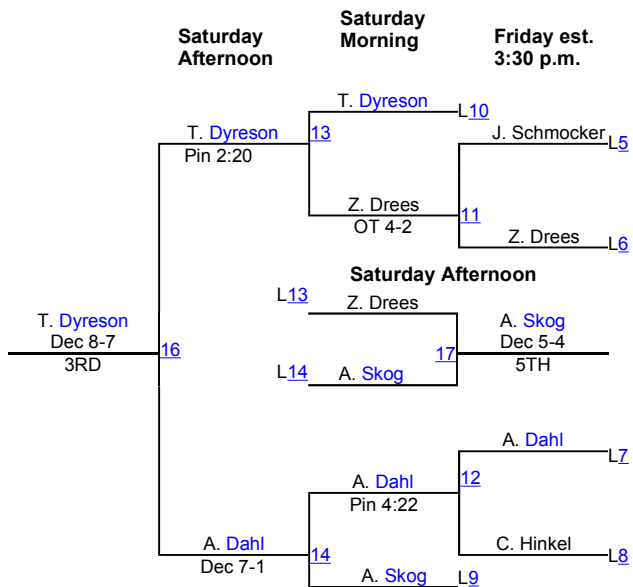 Saturday Afternoon
Saturday Morning
Friday est. 3:30 p.m.
T. Dyreson
L10
T. Dyreson
13
J. Schmocker
L5
Pin 2:20
Z. Drees
11
OT 4-2
Z. Drees
L6
Saturday Afternoon
L13
Z. Drees
T. Dyreson
A. Skog
Dec 8-7
16
17
Dec 5-4
3RD
5TH
L14
A. Skog
A. Dahl
L7
A. Dahl
12
Pin 4:22
A. Dahl
14
C. Hinkel
L8
Dec 7-1
A. Skog
L9